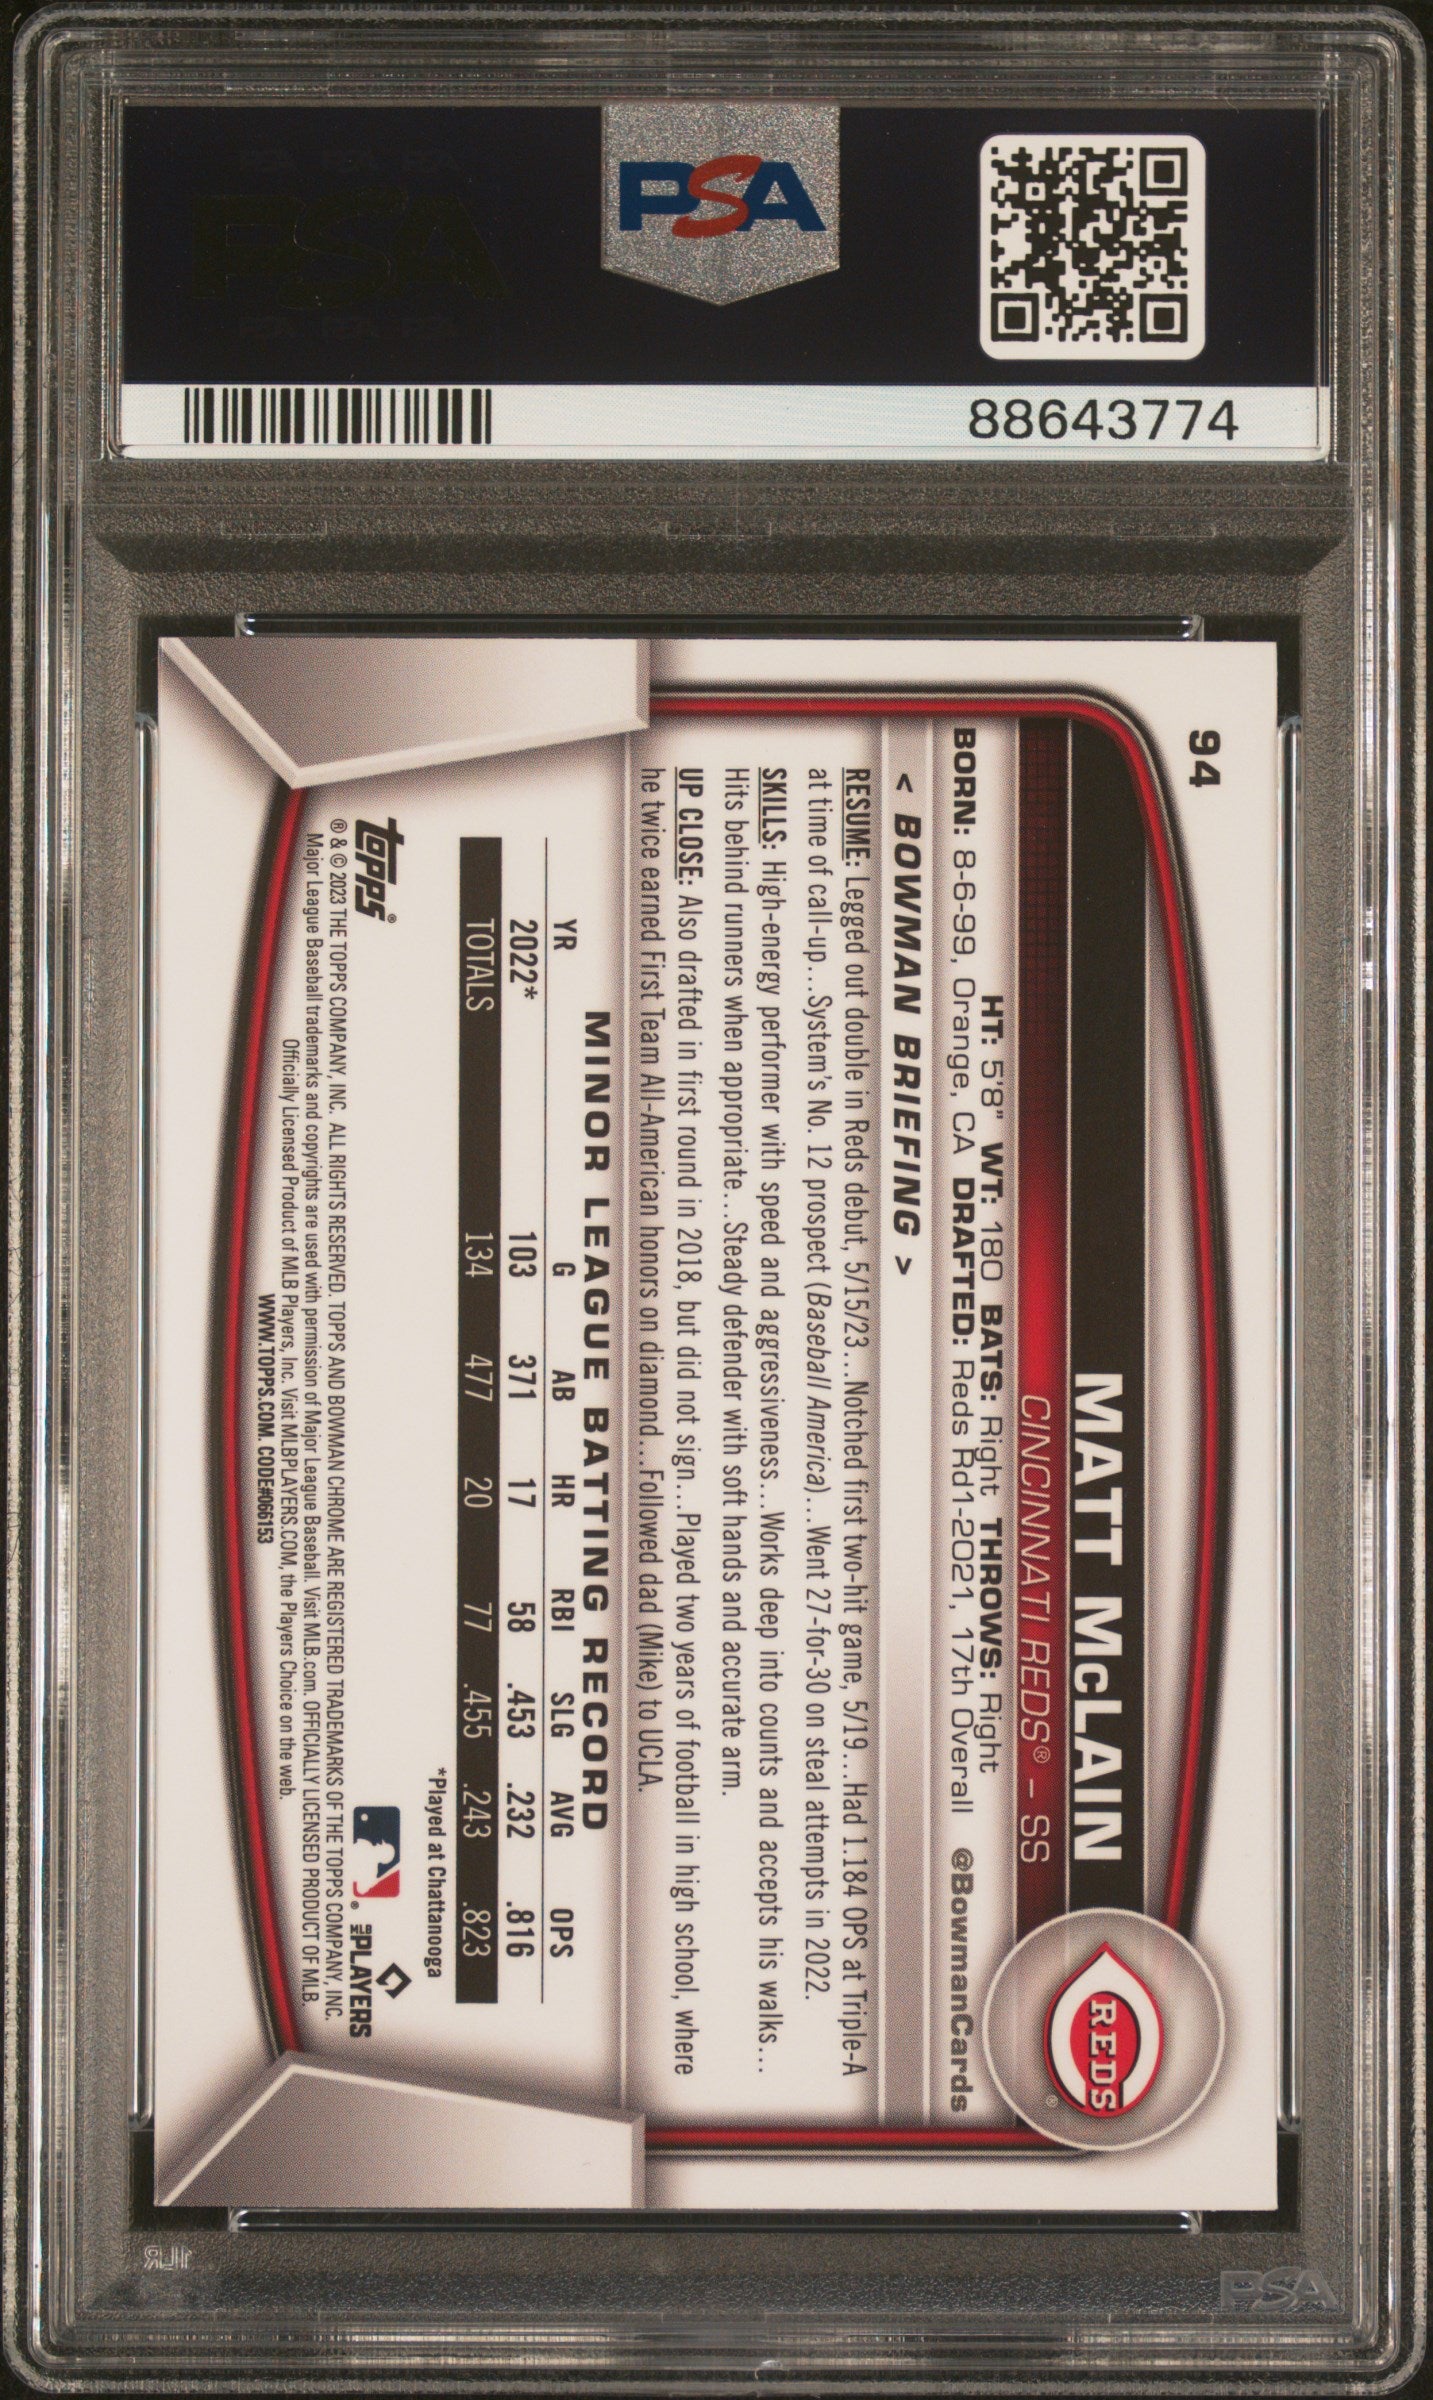 PSA
88643774
94
MATT McLAIN
CINCINNATI REDS® – SS
REDS
®
HT: 5'8" WT: 180 BATS: Right THROWS: Right
BORN: 8-6-99, Orange, CA DRAFTED: Reds Rd1-2021, 17th Overall @BowmanCards
< BOWMAN BRIEFING >
RESUME: Legged out double in Reds debut, 5/15/23...Notched first two-hit game, 5/19...Had 1.184 OPS at Triple-A
at time of call-up...System's No. 12 prospect (Baseball America)...Went 27-for-30 on steal attempts in 2022.
SKILLS: High-energy performer with speed and aggressiveness...Works deep into counts and accepts his walks...
Hits behind runners when appropriate...Steady defender with soft hands and accurate arm.
UP CLOSE: Also drafted in first round in 2018, but did not sign...Played two years of football in high school, where
he twice earned First Team All-American honors on diamond...Followed dad (Mike) to UCLA.
MINOR LEAGUE BATTING RECORD
YR G AB HR RBI SLG AVG OPS
2022* 103 371 17 58 .453 .232 .816
TOTALS 134 477 20 77 .455 .243 .823
*Played at Chattanooga
topps®
® MLB PLAYERS
® & © 2023 THE TOPPS COMPANY, INC. ALL RIGHTS RESERVED. TOPPS AND BOWMAN CHROME ARE REGISTERED TRADEMARKS OF THE TOPPS COMPANY, INC.
Major League Baseball trademarks and copyrights are used with permission of Major League Baseball. Visit MLB.com. OFFICIALLY LICENSED PRODUCT OF MLB.
Officially Licensed Product of MLB Players, Inc. Visit MLBPLAYERS.COM, the Players Choice on the web.
WWW.TOPPS.COM. CODE#066153
PSA